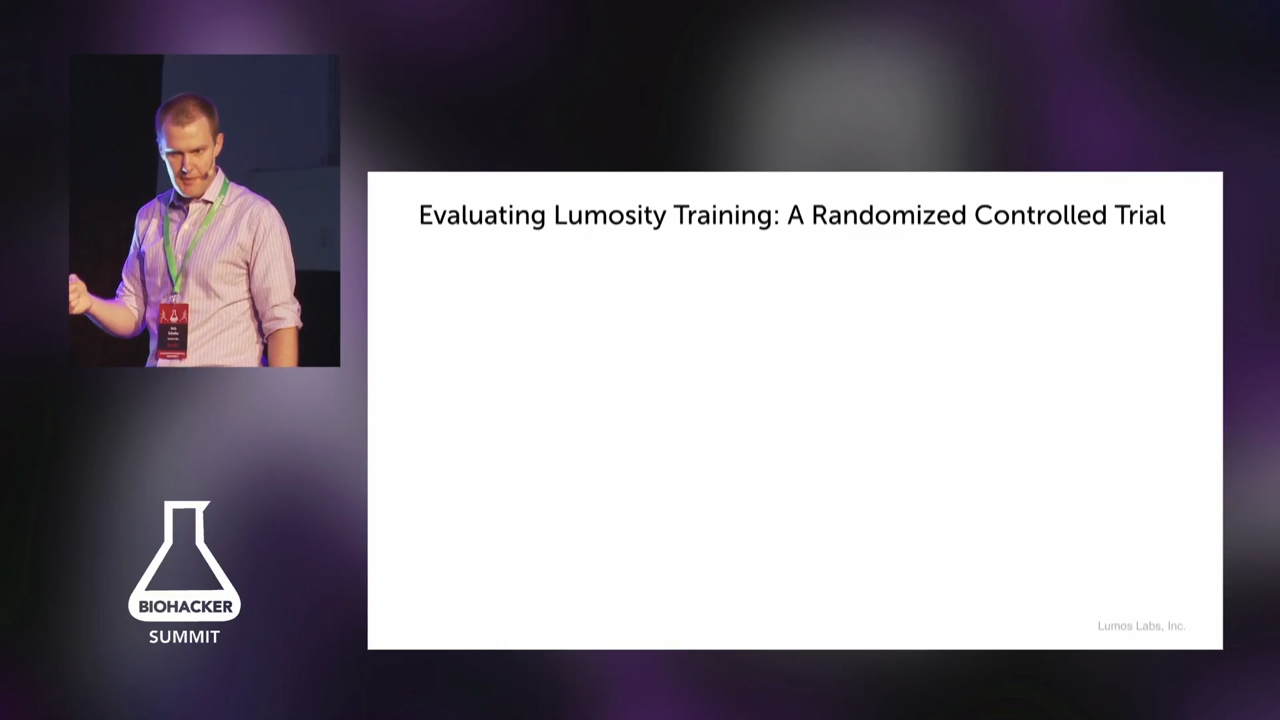 Evaluating Lumosity Training: A Randomized Controlled Trial
Lumos Labs, Inc.
BIOHACKER
SUMMIT